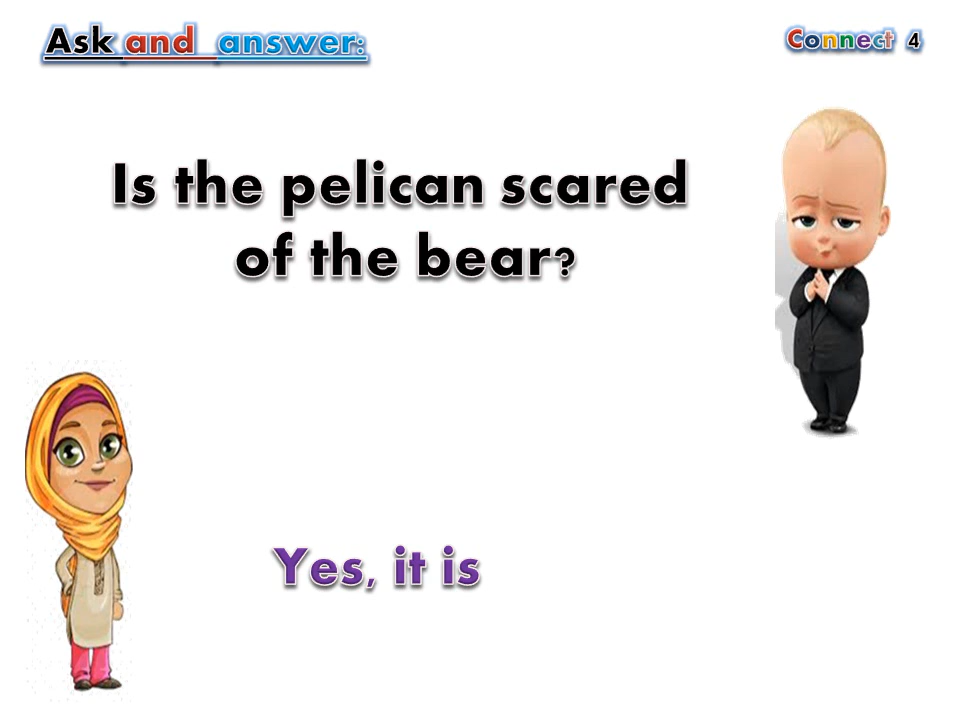 Ask and answer:
Connect 4
Is the pelican scared
of the bear?
Yes, it is